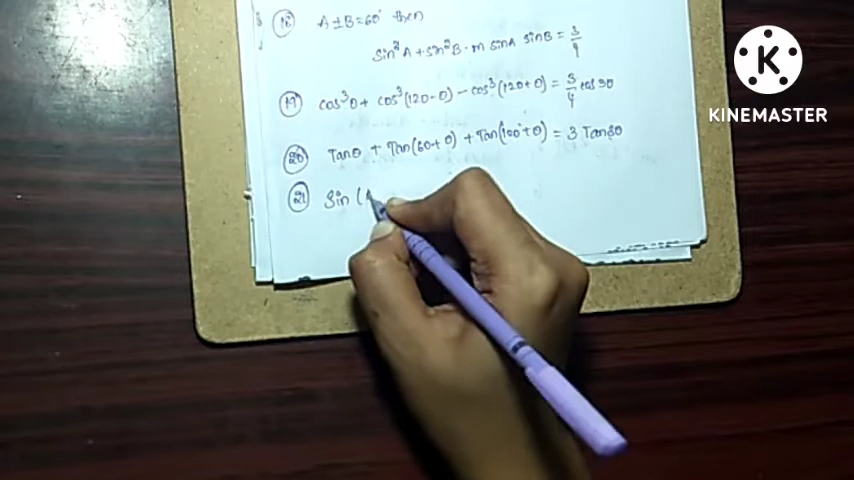 (18) A ± B = 60° then
Sin²A + Sin²B - m SinA SinB = 3/4
(19) cos³θ + cos³(120-θ) - cos³(120+θ) = 3/4 cos 3θ
(20) Tanθ + Tan(60+θ) + Tan(120°+θ) = 3 Tan3θ
(21) Sin (A
KINEMASTER